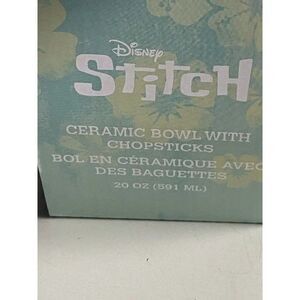 Disney
Stitch
CERAMIC BOWL WITH
CHOPSTICKS
BOL EN CÉRAMIQUE AVEC
DES BAGUETTES
20 OZ (591 ML)